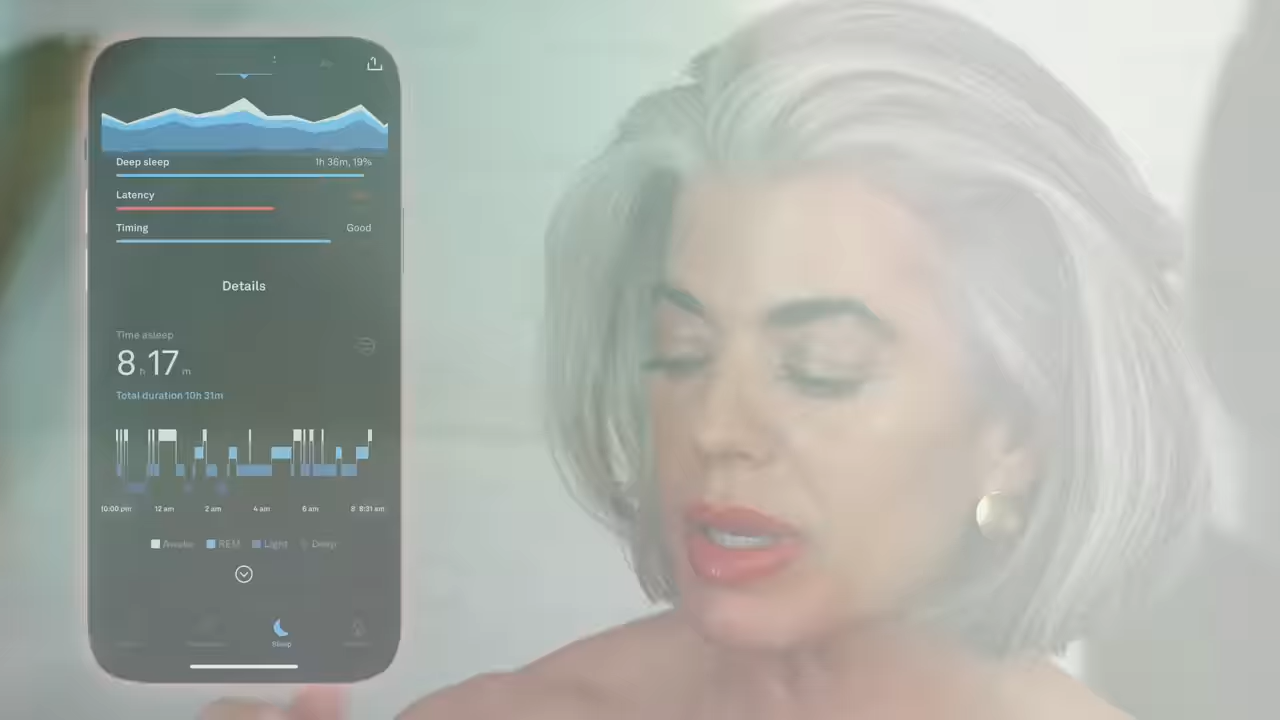 Deep sleep 1h 36m, 19%
Latency
Timing Good
Details
Time asleep
8 h 17 m
Total duration 10h 31m
10:00 pm 12 am 2 am 4 am 6 am 8 8:31 am
Awake REM Light Deep
Sleep